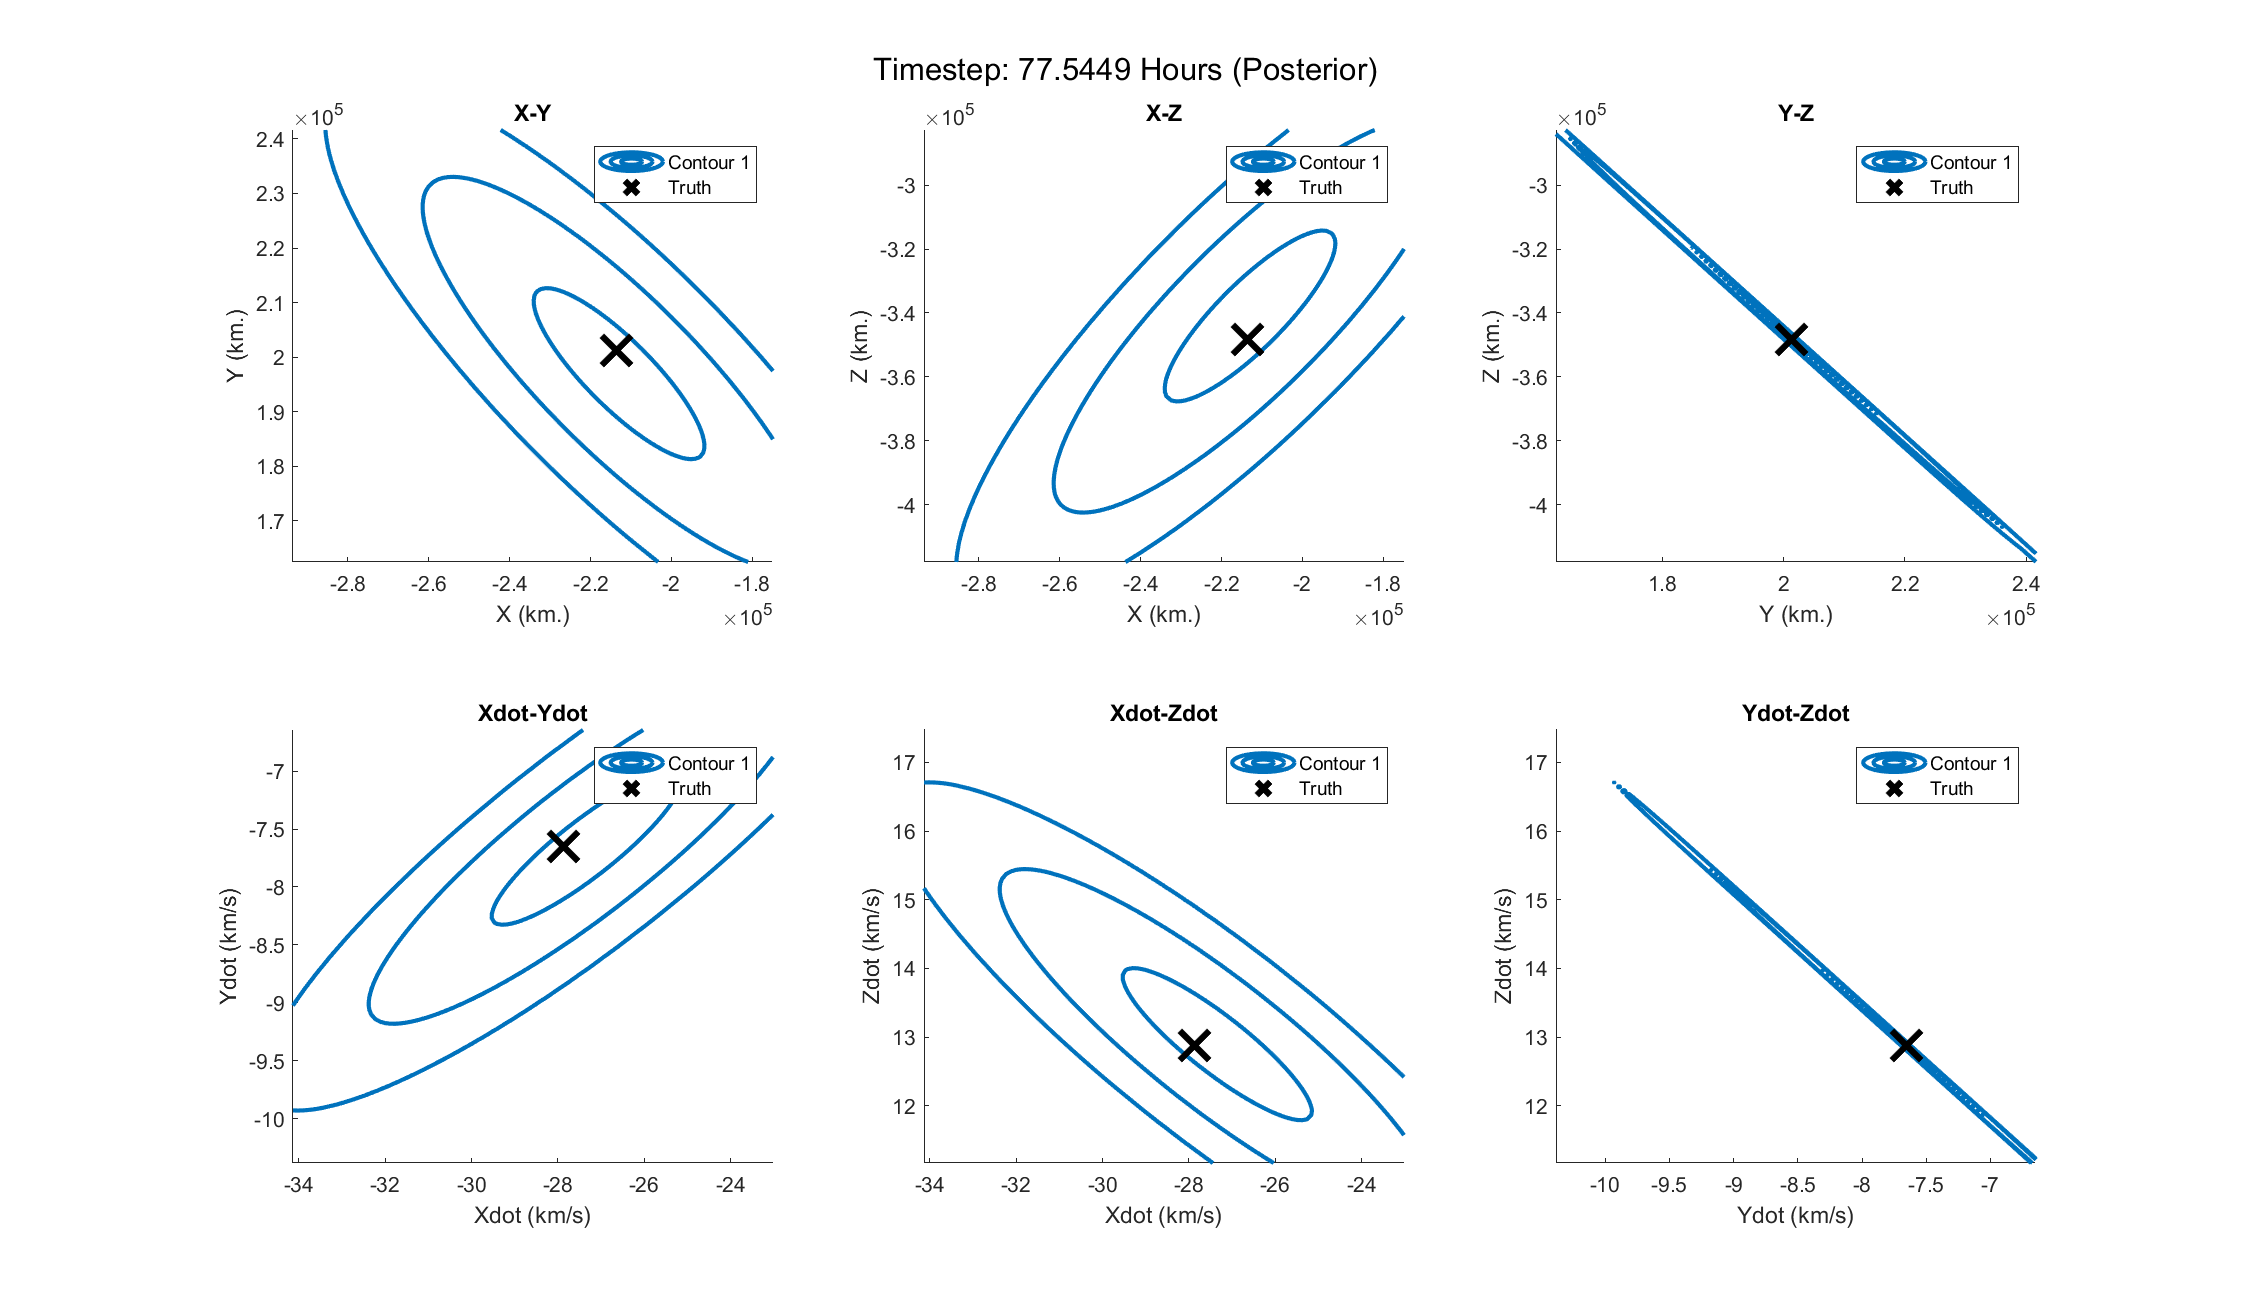 Timestep: 77.5449 Hours (Posterior)
X-Y
×10^5
2.4
2.3
2.2
2.1
2
1.9
1.8
1.7
Y (km.)
-2.8 -2.6 -2.4 -2.2 -2 -1.8
X (km.)
×10^5
Contour 1
Truth
X-Z
×10^5
-3
-3.2
-3.4
-3.6
-3.8
-4
Z (km.)
-2.8 -2.6 -2.4 -2.2 -2 -1.8
X (km.)
×10^5
Contour 1
Truth
Y-Z
×10^5
-3
-3.2
-3.4
-3.6
-3.8
-4
Z (km.)
1.8 2 2.2 2.4
Y (km.)
×10^5
Contour 1
Truth
Xdot-Ydot
-7
-7.5
-8
-8.5
-9
-9.5
-10
Ydot (km/s)
-34 -32 -30 -28 -26 -24
Xdot (km/s)
Contour 1
Truth
Xdot-Zdot
17
16
15
14
13
12
Zdot (km/s)
-34 -32 -30 -28 -26 -24
Xdot (km/s)
Contour 1
Truth
Ydot-Zdot
17
16
15
14
13
12
Zdot (km/s)
-10 -9.5 -9 -8.5 -8 -7.5 -7
Ydot (km/s)
Contour 1
Truth